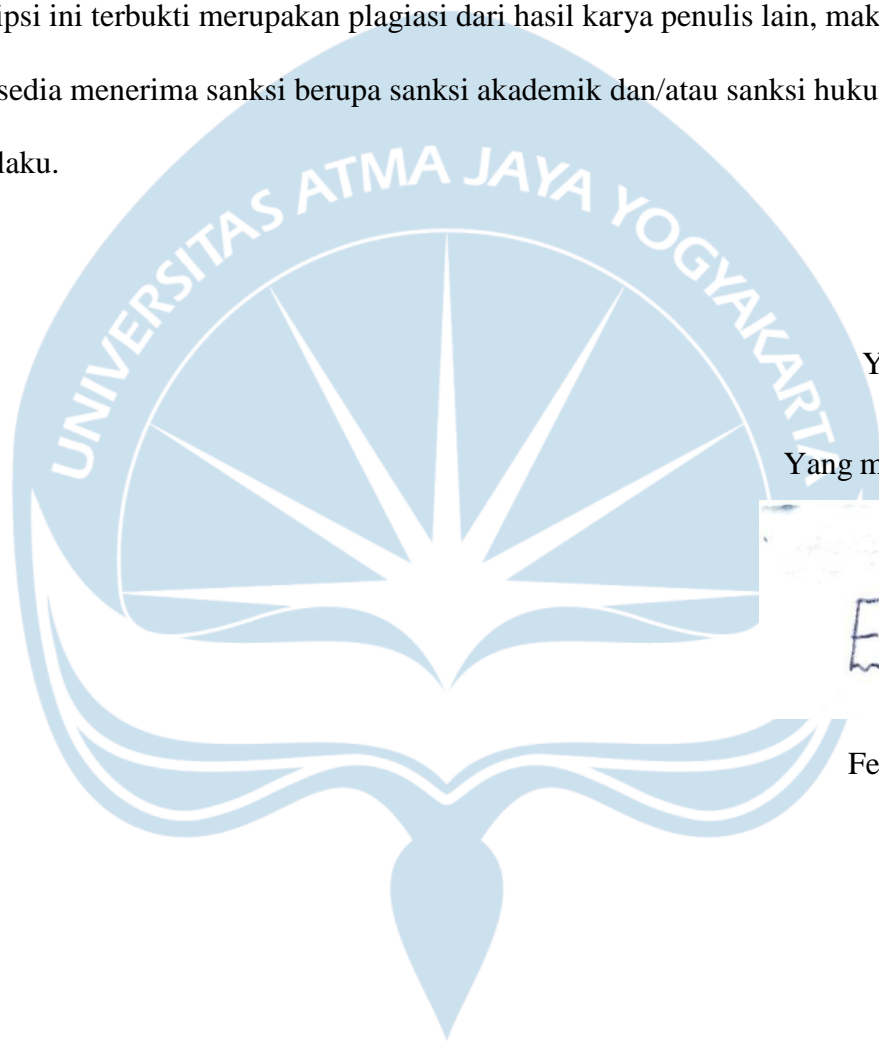 ipsi ini terbukti merupakan plagiasi dari hasil karya penulis lain, mak
sedia menerima sanksi berupa sanksi akademik dan/atau sanksi huku
laku.
UNIVERSITAS ATMA JAYA YOGYAKARTA
Y
Yang m
Fe